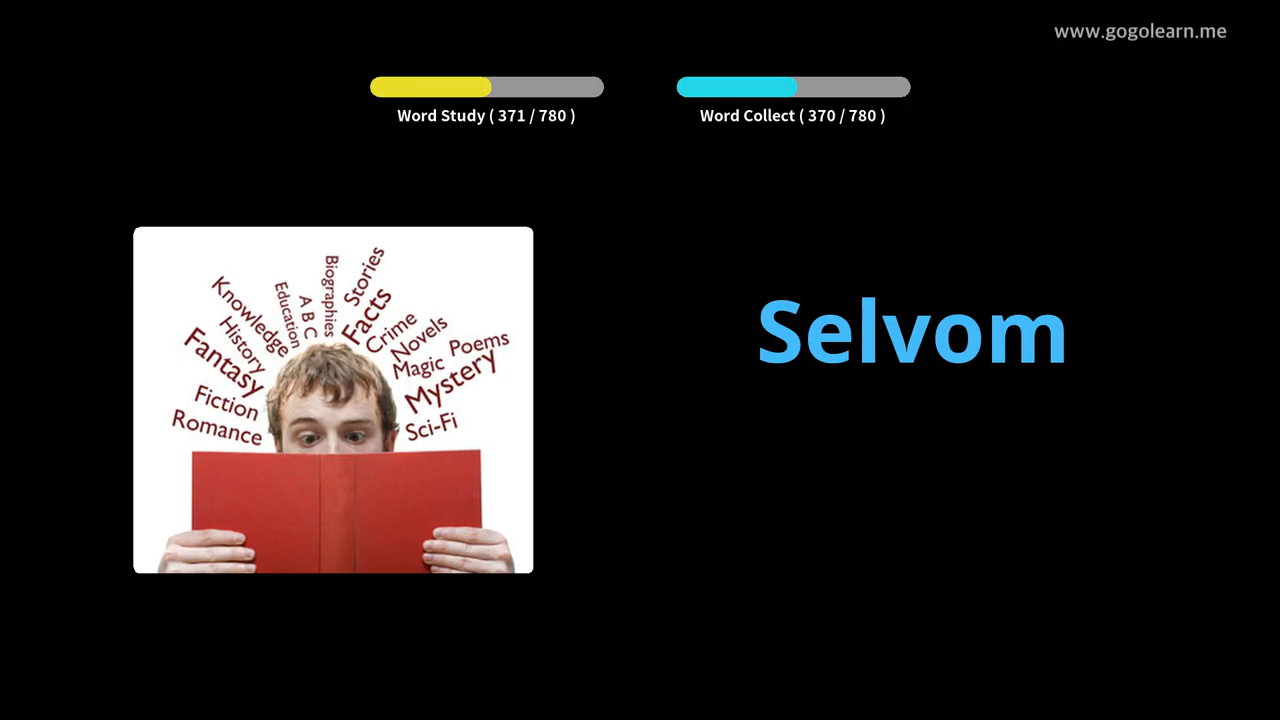 www.gogolearn.me
Word Study ( 371 / 780 )
Word Collect ( 370 / 780 )
Selvom
Stories
Biographies
Facts
A B C
Education
Knowledge
Crime
Novels
History
Poems
Fantasy
Magic
Mystery
Fiction
Romance
Sci-Fi